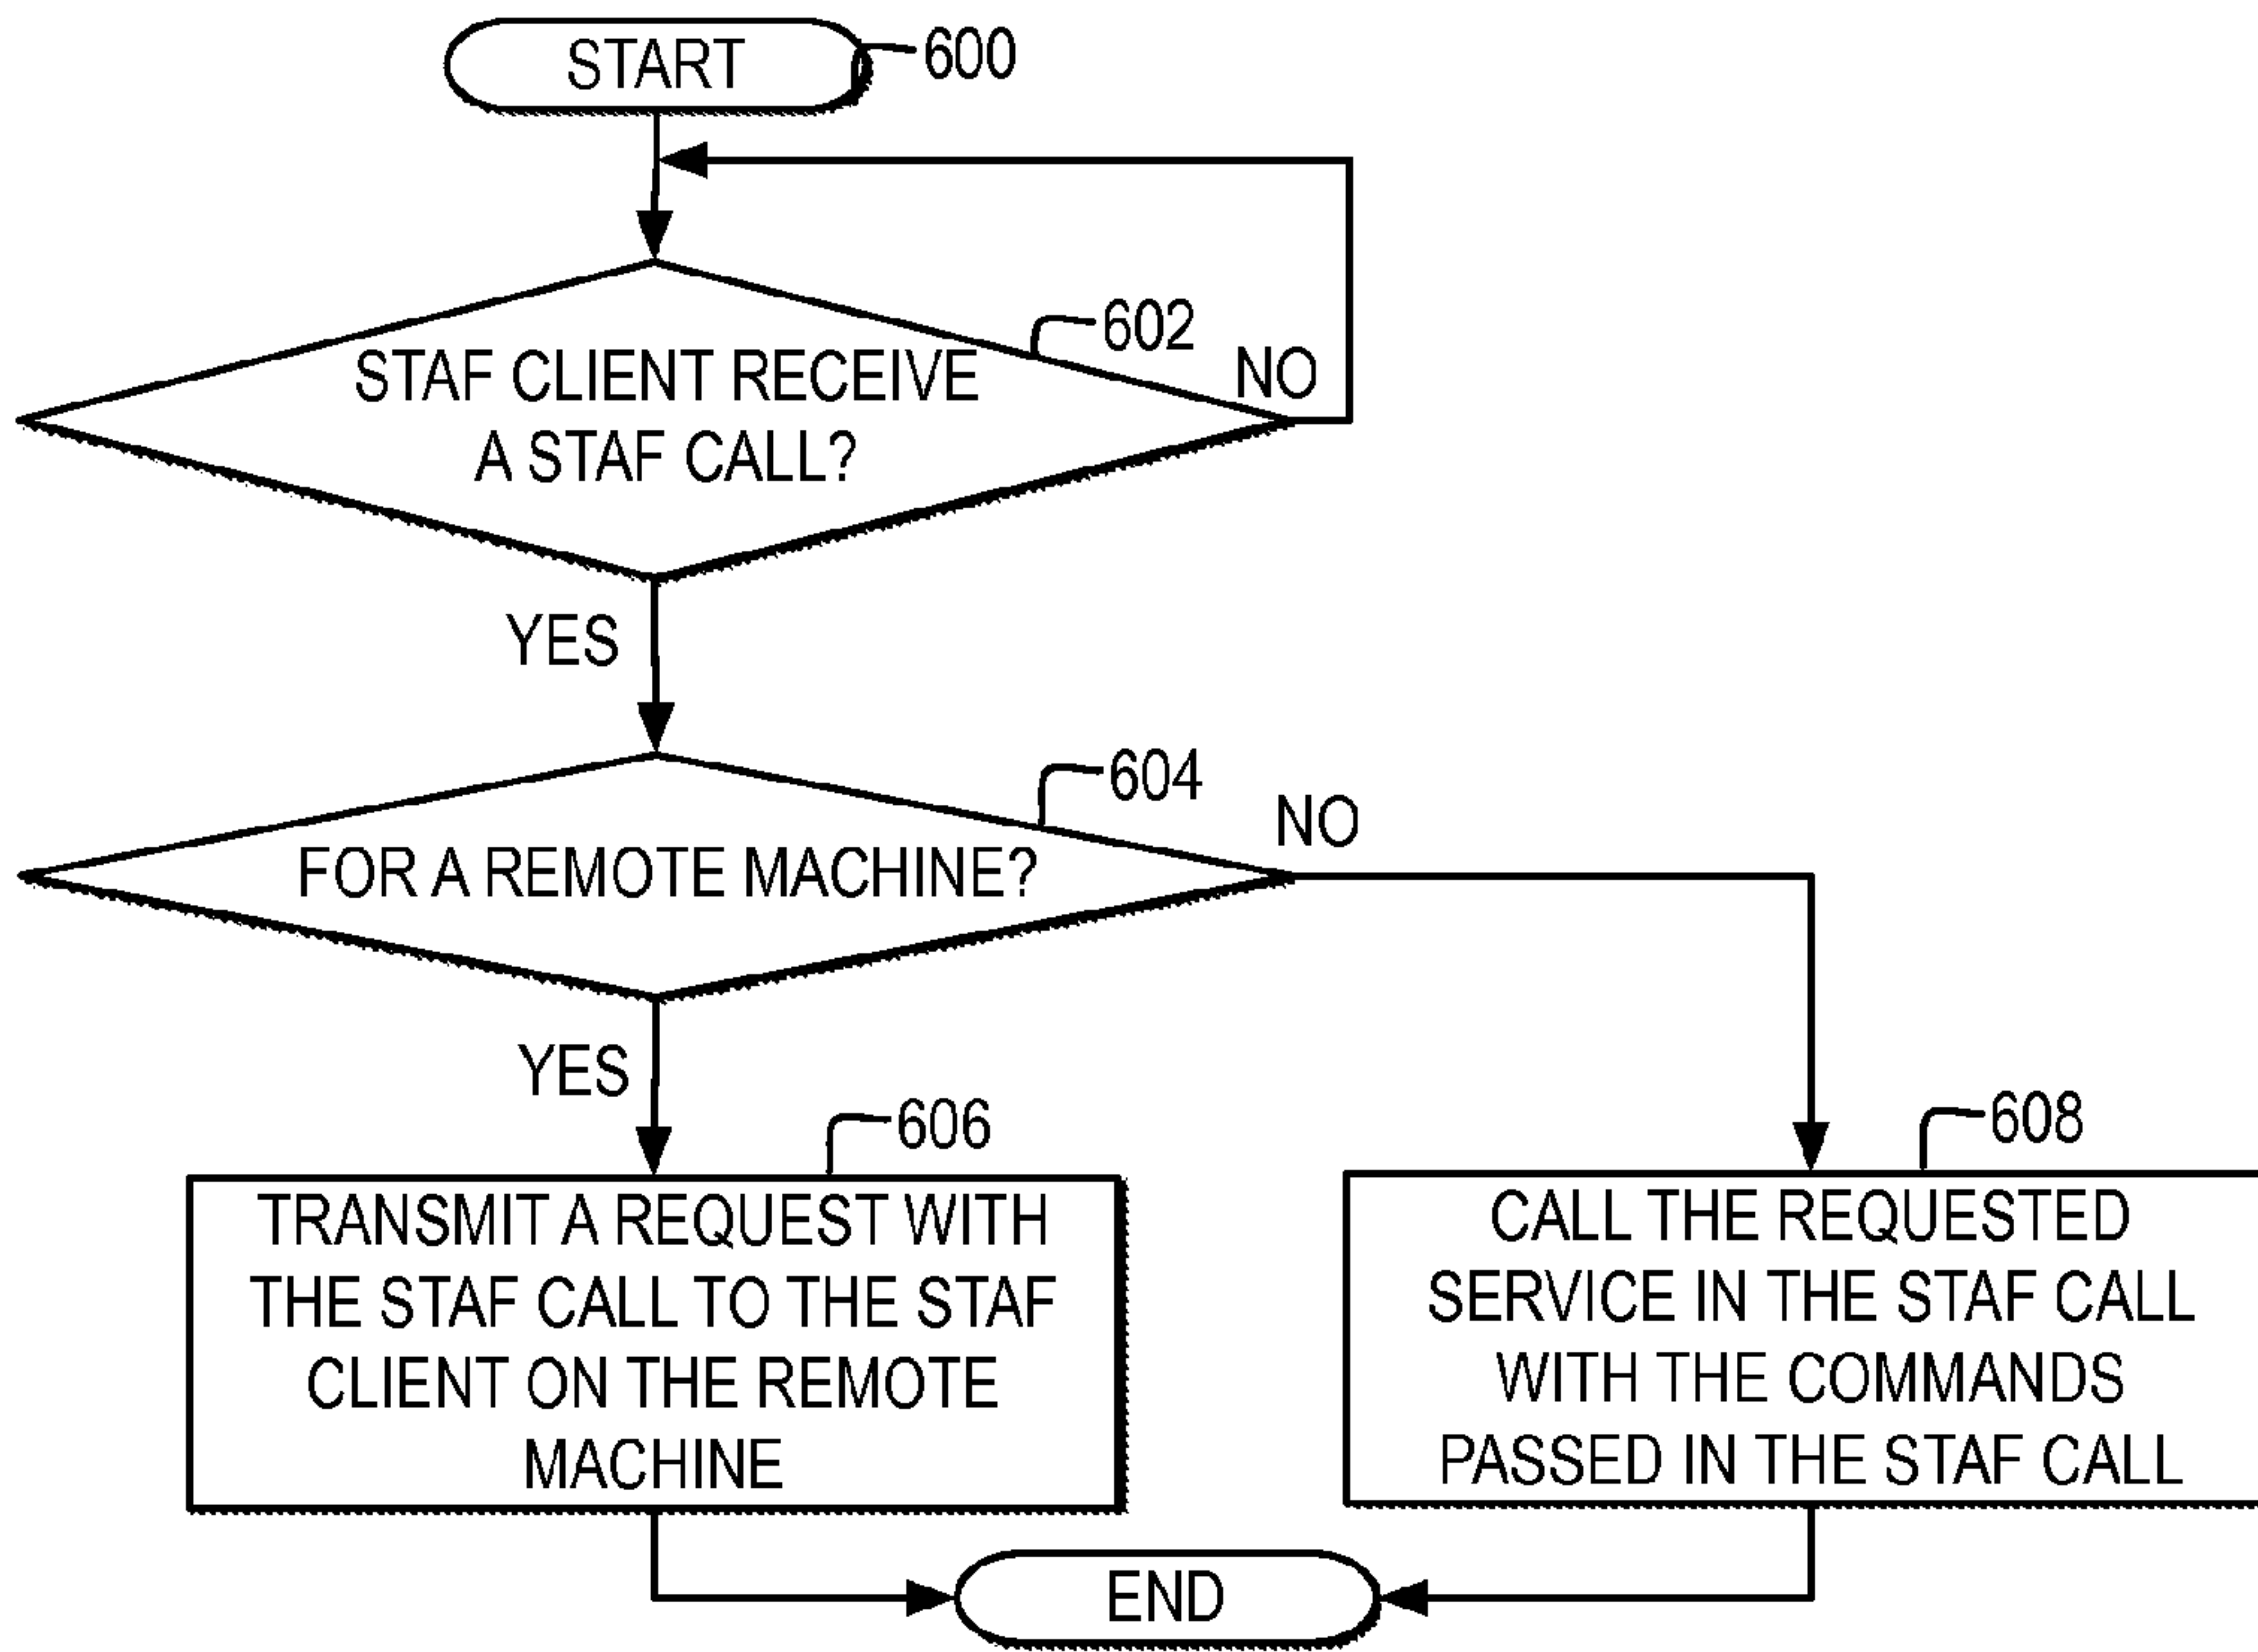 START
600
602
STAF CLIENT RECEIVE
A STAF CALL?
NO
YES
604
FOR A REMOTE MACHINE?
NO
YES
606
TRANSMIT A REQUEST WITH
THE STAF CALL TO THE STAF
CLIENT ON THE REMOTE
MACHINE
608
CALL THE REQUESTED
SERVICE IN THE STAF CALL
WITH THE COMMANDS
PASSED IN THE STAF CALL
END